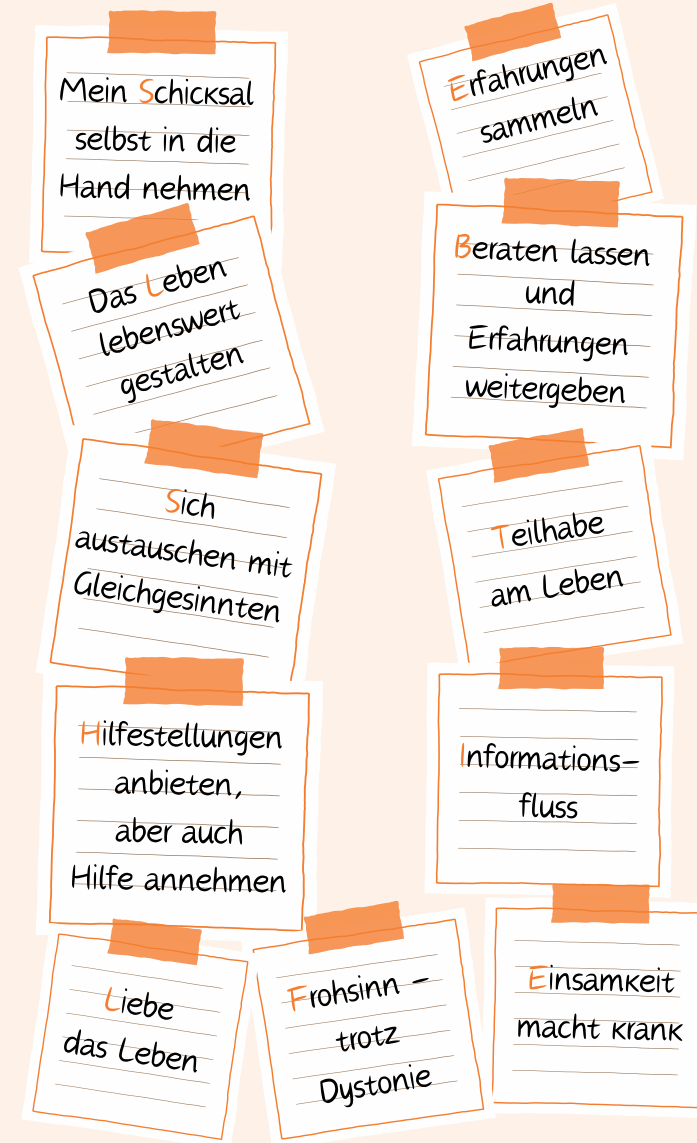 Mein Schicksal
selbst in die
Hand nehmen
Erfahrungen
sammeln
Das Leben
lebenswert
gestalten
Beraten lassen
und
Erfahrungen
weitergeben
Sich
austauschen mit
Gleichgesinnten
Teilhabe
am Leben
Hilfestellungen
anbieten,
aber auch
Hilfe annehmen
Informations-
fluss
Liebe
das Leben
Frohsinn -
trotz
Dystonie
Einsamkeit
macht krank